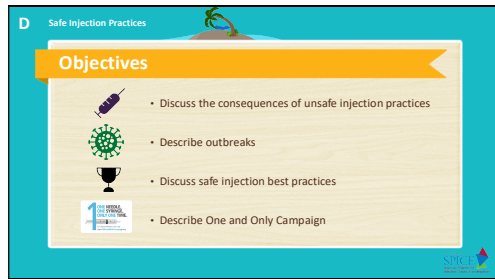 D
Safe Injection Practices
Objectives
• Discuss the consequences of unsafe injection practices
• Describe outbreaks
• Discuss safe injection best practices
1 ONE NEEDLE,
ONE SYRINGE,
ONLY ONE TIME.
• Describe One and Only Campaign
SPICE